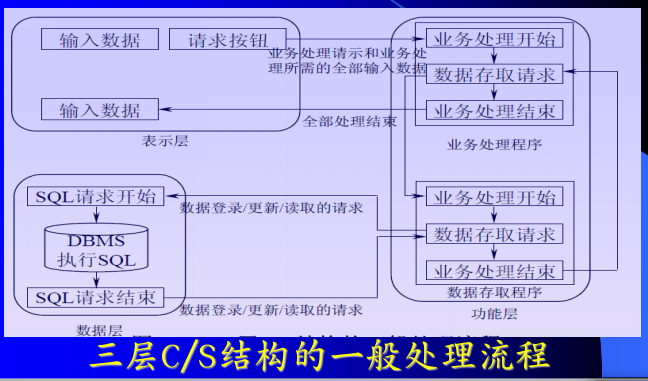 输入数据
请求按钮
业务处理请示和业务处
理所需的全部输入数据
业务处理开始
数据存取请求
业务处理结束
业务处理程序
输入数据
全部处理结束
表示层
SQL请求开始
数据登录/更新/读取的请求
DBMS
执行SQL
SQL请求结束
数据登录/更新/读取的请求
数据层
业务处理开始
数据存取请求
业务处理结束
数据存取程序
功能层
三层C/S结构的一般处理流程